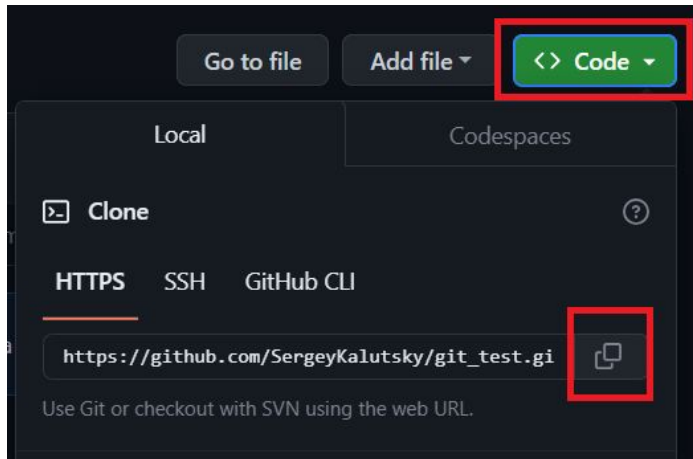 Go to file Add file <> Code
Local Codespaces
Clone
HTTPS SSH GitHub CLI
https://github.com/SergeyKalutsky/git_test.gi
Use Git or checkout with SVN using the web URL.